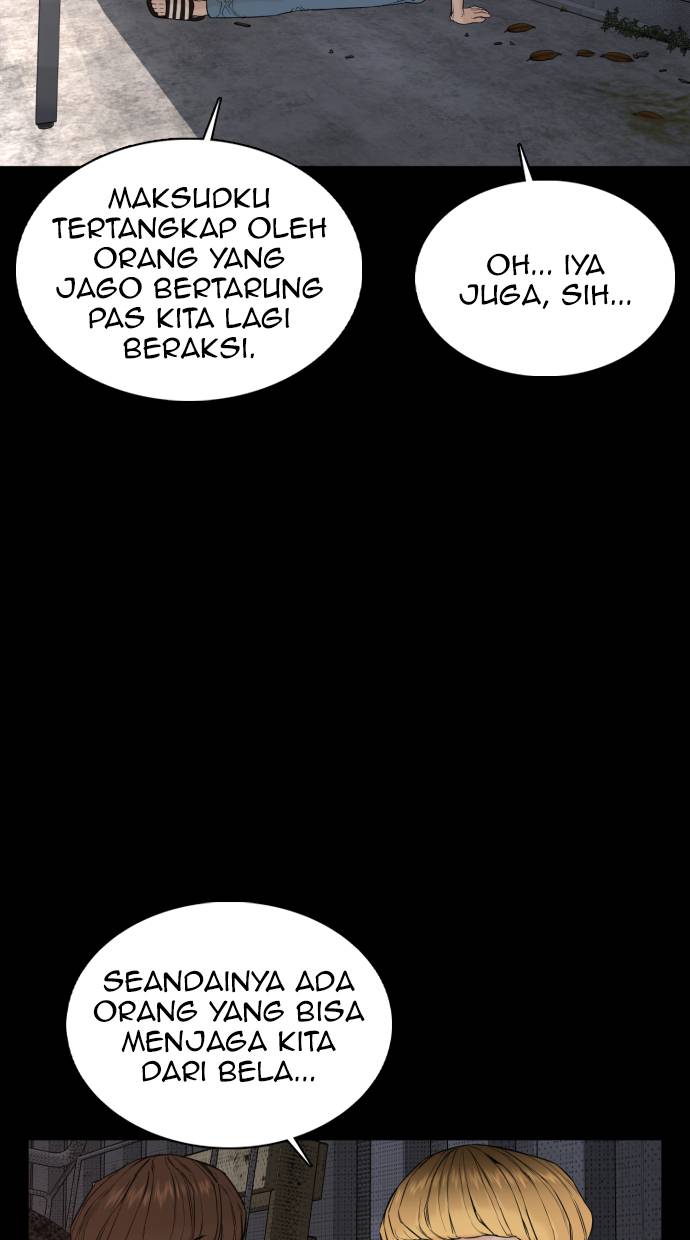 MAKSUDKU
TERTANGKAP OLEH
ORANG YANG
JAGO BERTARUNG
PAS KITA LAGI
BERAKSI.
OH... IYA
JUGA, SIH...
SEANDAINYA ADA
ORANG YANG BISA
MENJAGA KITA
DARI BELA...